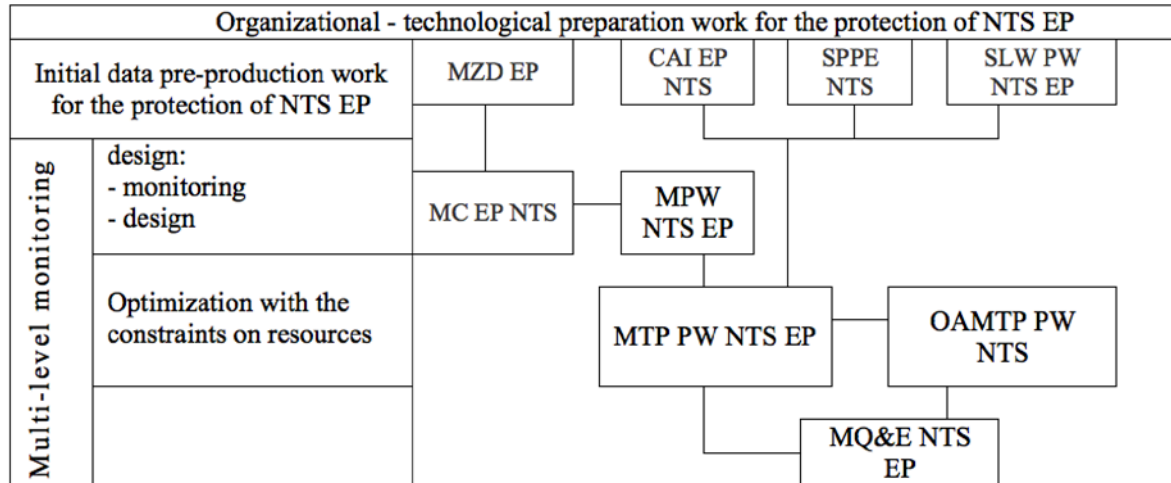 Organizational - technological preparation work for the protection of NTS EP
Initial data pre-production work
for the protection of NTS EP
MZD EP
CAI EP
NTS
SPPE
NTS
SLW PW
NTS EP
Multi-level monitoring
design:
- monitoring
- design
MC EP NTS
MPW
NTS EP
Optimization with the
constraints on resources
MTP PW NTS EP
OAMTP PW
NTS
MQ&E NTS
EP